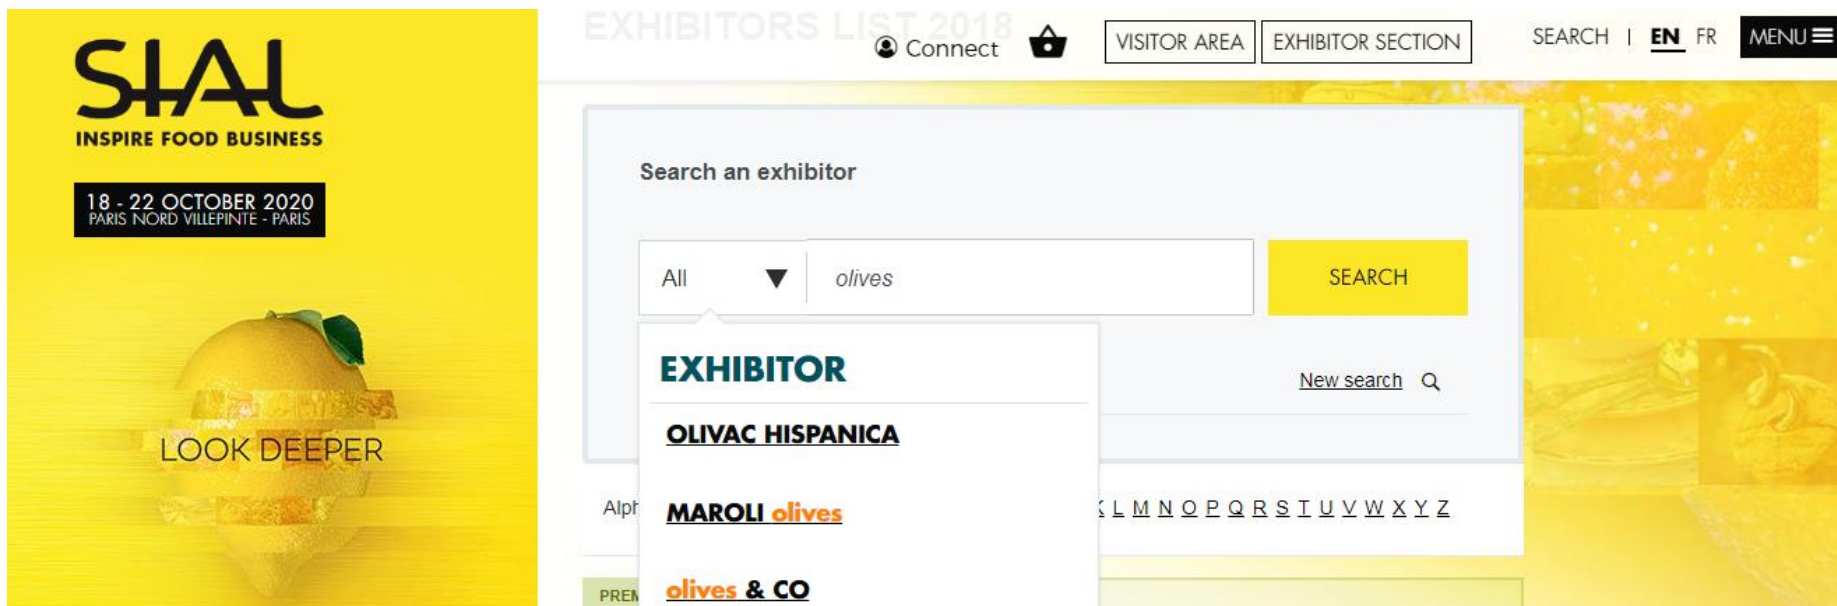 SIAL
INSPIRE FOOD BUSINESS
18 - 22 OCTOBER 2020
PARIS NORD VILLEPINTE - PARIS
LOOK DEEPER
EXHIBITORS LIST 2018
Connect
VISITOR AREA
EXHIBITOR SECTION
SEARCH | EN FR
MENU
Search an exhibitor
All
olives
SEARCH
EXHIBITOR
New search
OLIVAC HISPANICA
MAROLI olives
olives & CO
L M N O P Q R S T U V W X Y Z